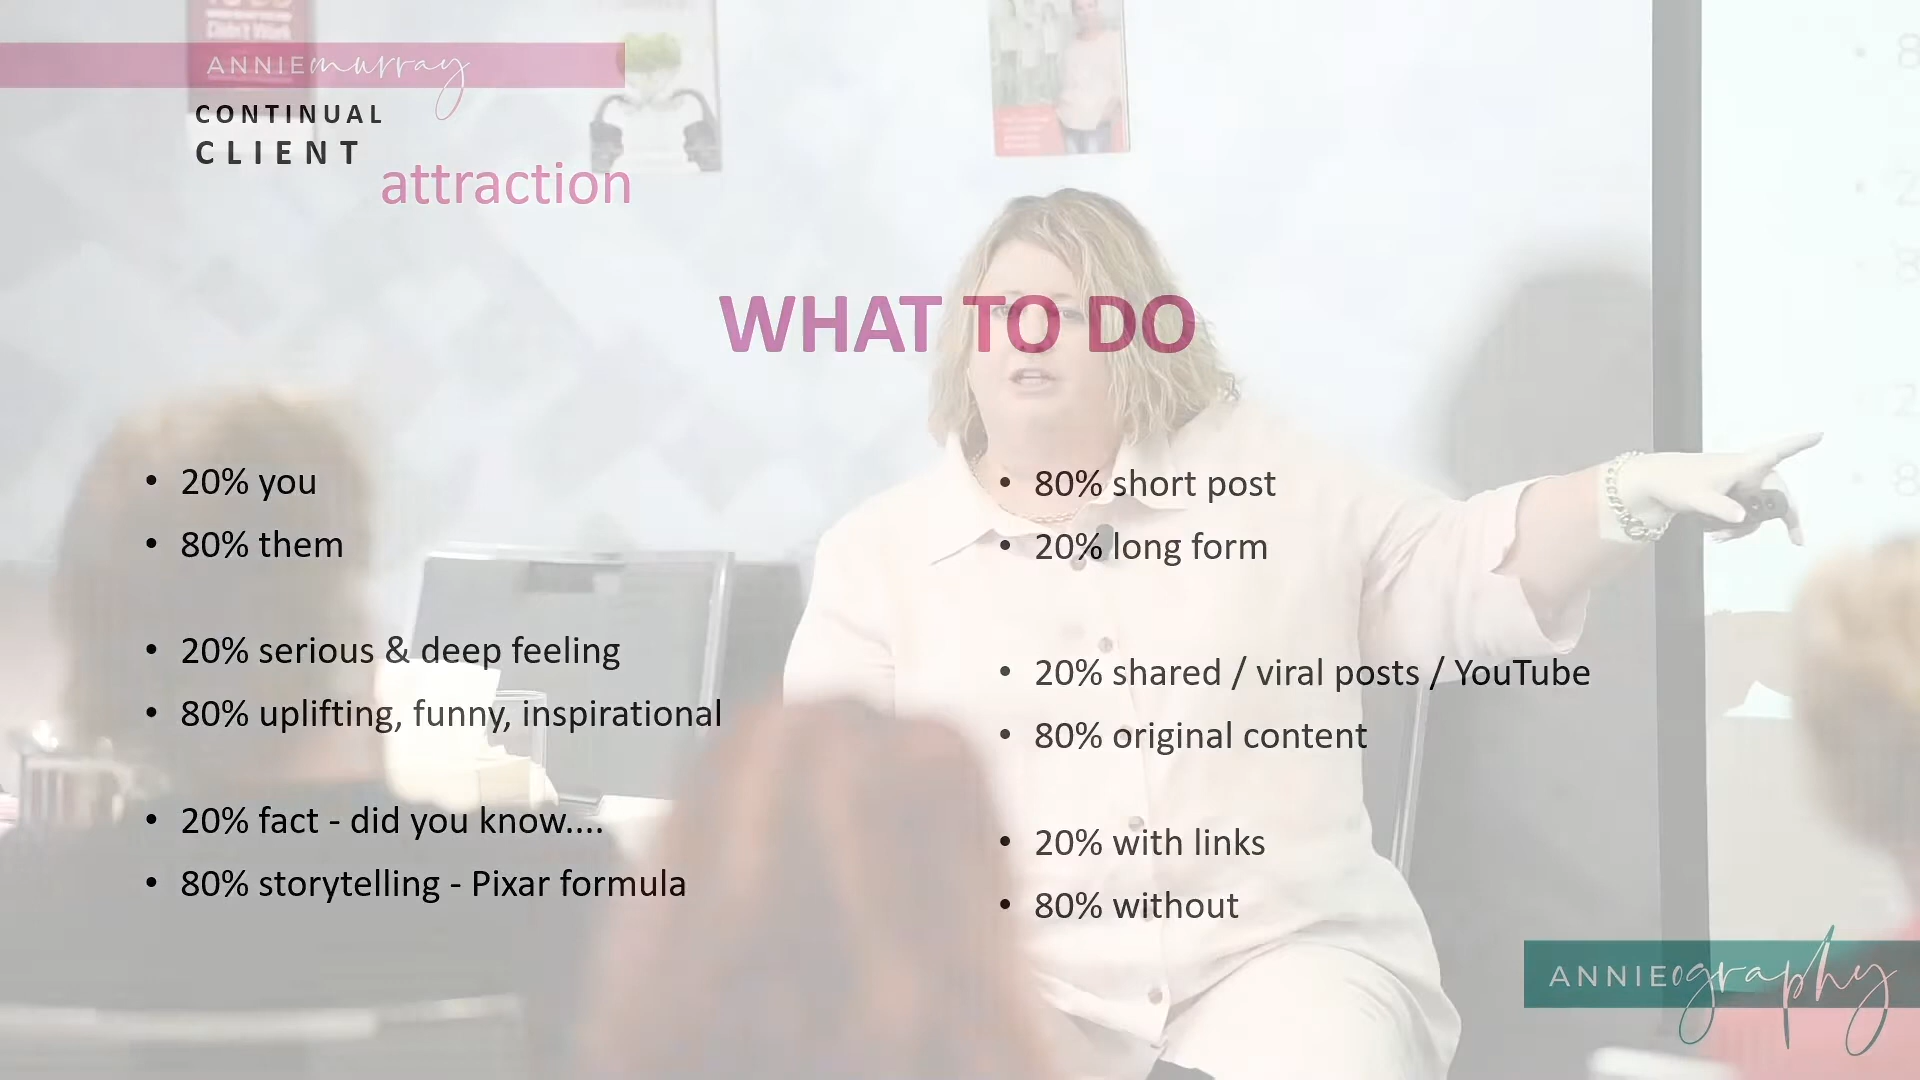 Didn't Work
ANNIEmurray
CONTINUAL
CLIENT
attraction
WHAT TO DO
• 20% you
• 80% them
• 20% serious & deep feeling
• 80% uplifting, funny, inspirational
• 20% fact - did you know....
• 80% storytelling - Pixar formula
• 80% short post
• 20% long form
• 20% shared / viral posts / YouTube
• 80% original content
• 20% with links
• 80% without
ANNIEography